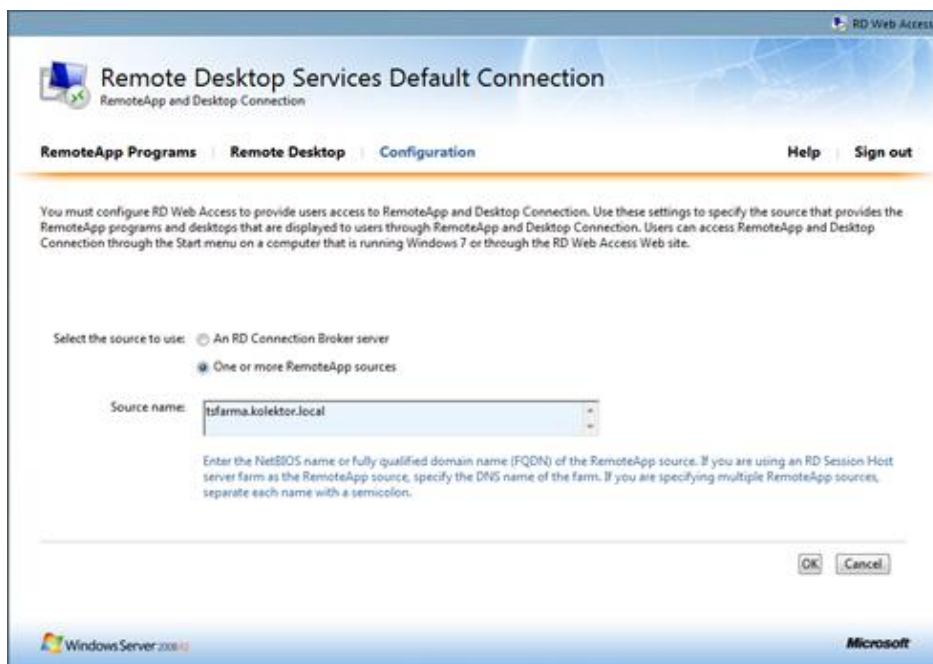 RD Web Access
Remote Desktop Services Default Connection
RemoteApp and Desktop Connection
RemoteApp Programs Remote Desktop Configuration Help Sign out
You must configure RD Web Access to provide users access to RemoteApp and Desktop Connection. Use these settings to specify the source that provides the
RemoteApp programs and desktops that are displayed to users through RemoteApp and Desktop Connection. Users can access RemoteApp and Desktop
Connection through the Start menu on a computer that is running Windows 7 or through the RD Web Access Web site.
Select the source to use: An RD Connection Broker server
One or more RemoteApp sources
Source name: tsfarma.kolektor.local
Enter the NetBIOS name or fully qualified domain name (FQDN) of the RemoteApp source. If you are using an RD Session Host
server farm as the RemoteApp source, specify the DNS name of the farm. If you are specifying multiple RemoteApp sources,
separate each name with a semicolon.
OK Cancel
Windows Server 2008 R2 Microsoft